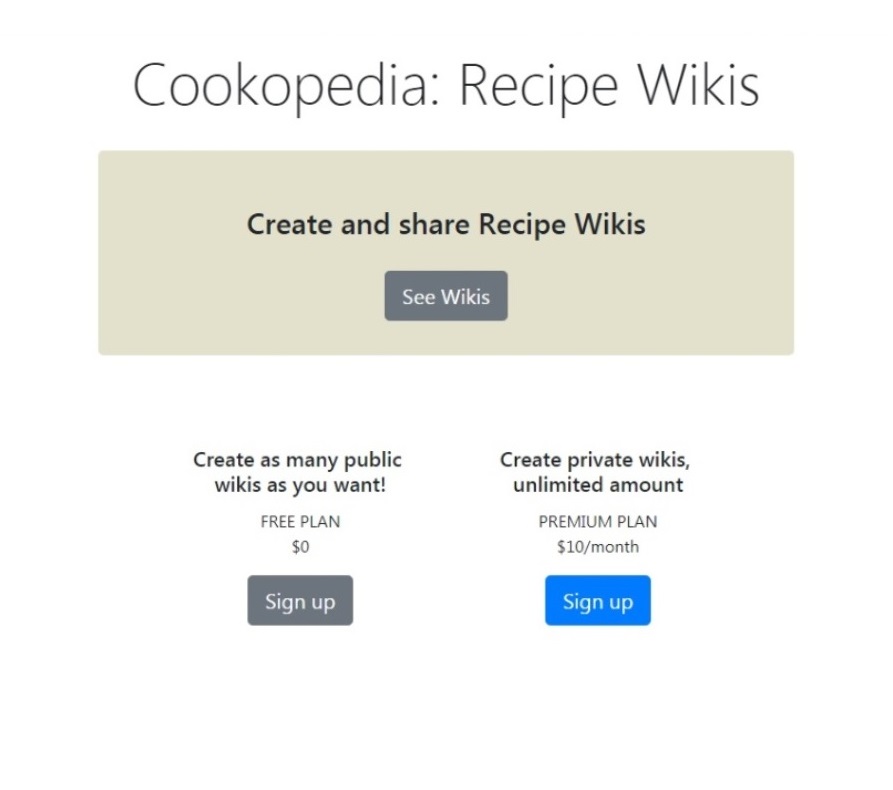 Cookopedia: Recipe Wikis
Create and share Recipe Wikis
See Wikis
Create as many public
wikis as you want!
FREE PLAN
$0
Sign up
Create private wikis,
unlimited amount
PREMIUM PLAN
$10/month
Sign up